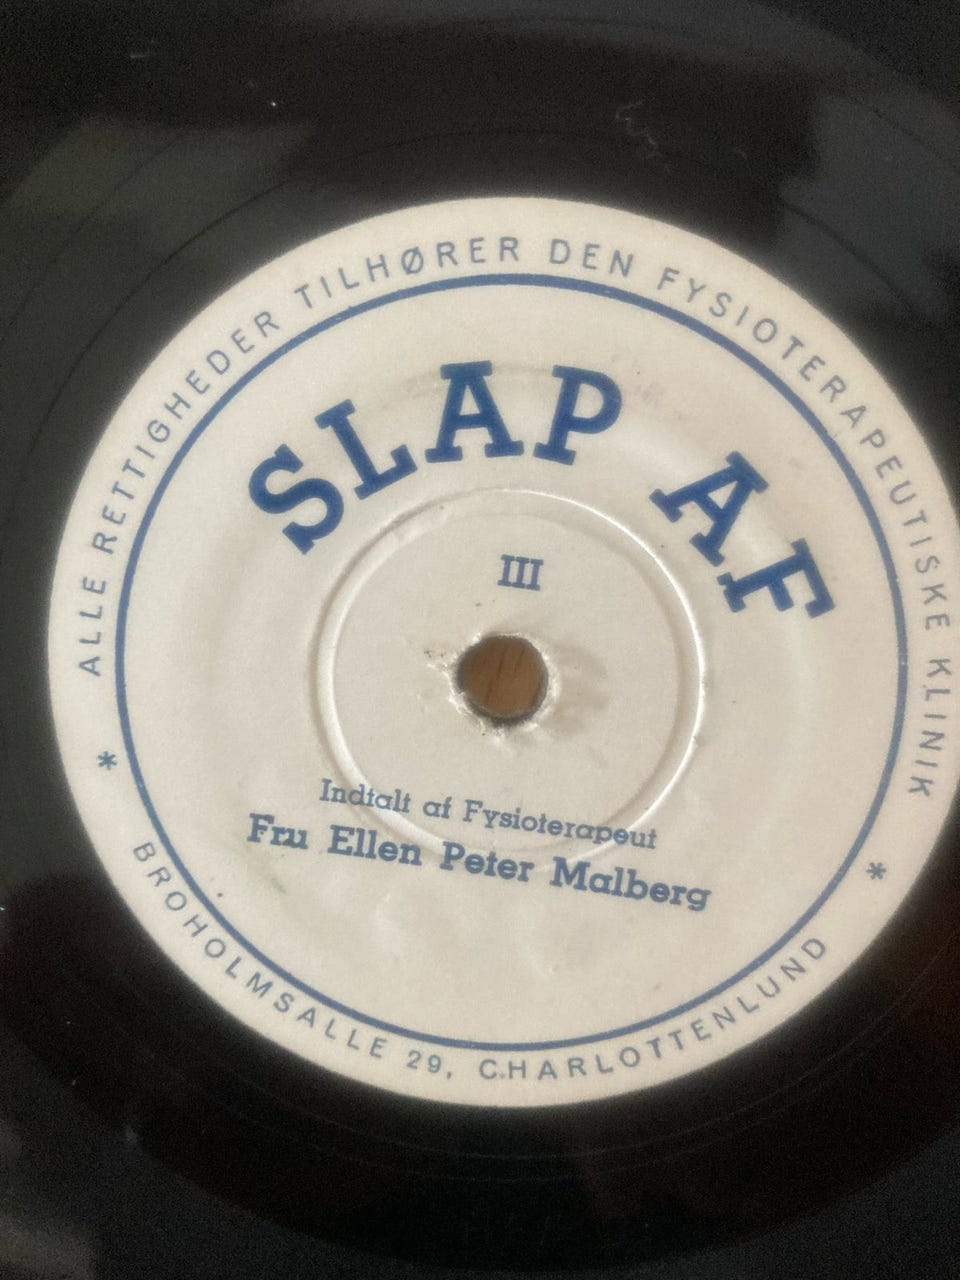 ALLE RETTIGHEDER TILHØRER DEN FYSIOTERAPEUTISKE KLINIK
SLAP AF
III
Indtalt af Fysioterapeut
Fru Ellen Peter Malberg
* BROHOLMSALLE 29, CHARLOTTENLUND *